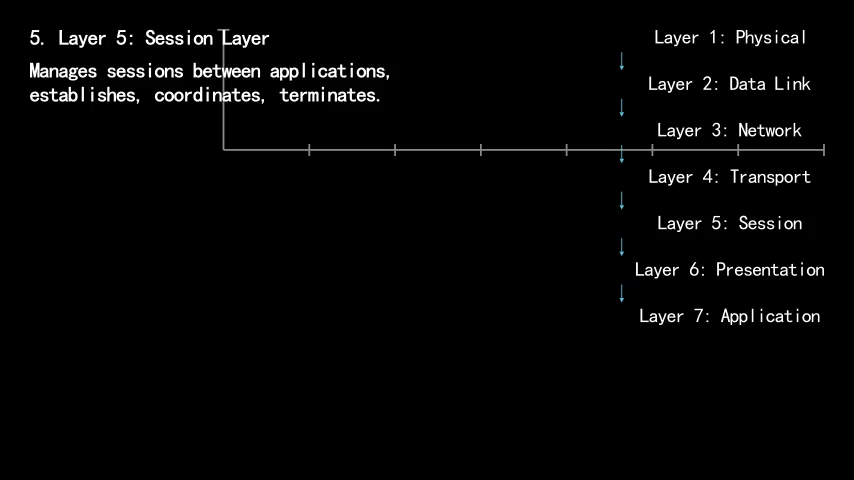 5. Layer 5: Session Layer
Manages sessions between applications,
establishes, coordinates, terminates.
Layer 1: Physical
Layer 2: Data Link
Layer 3: Network
Layer 4: Transport
Layer 5: Session
Layer 6: Presentation
Layer 7: Application